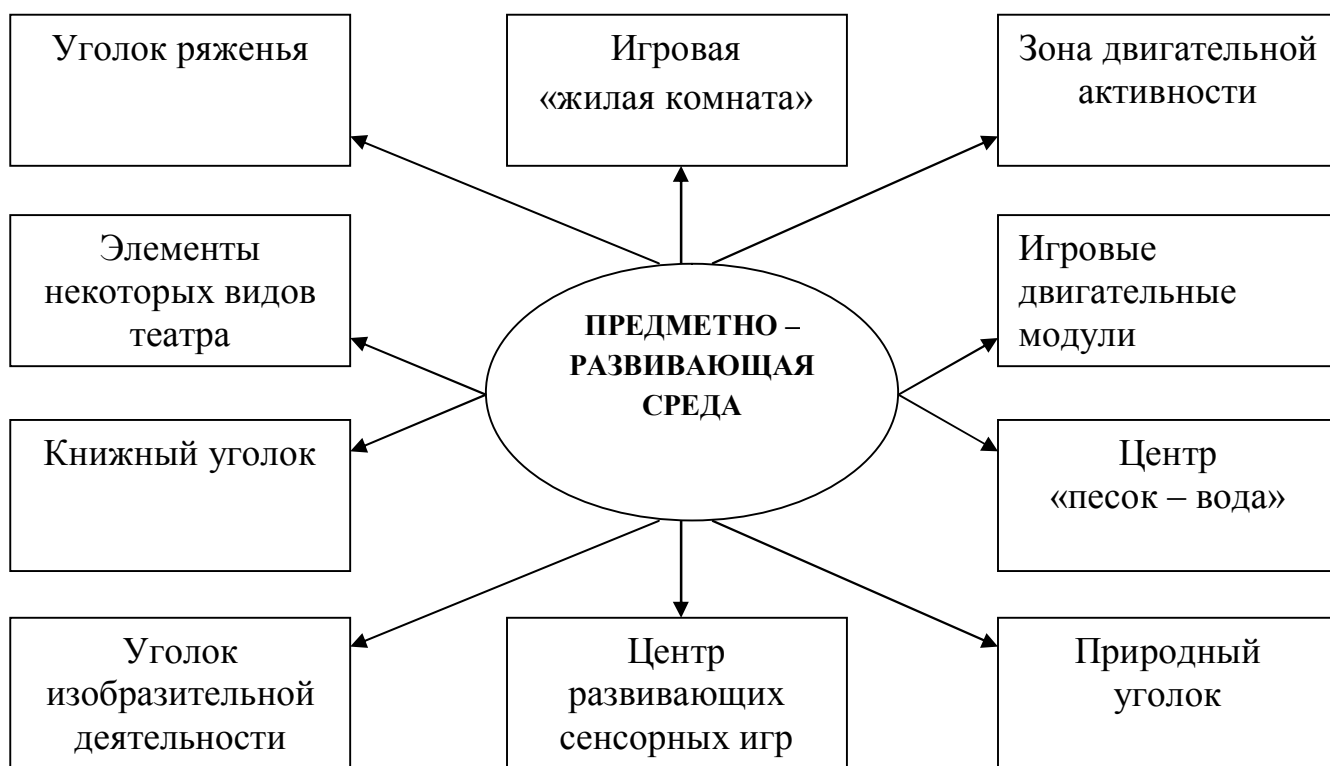 Уголок ряженья
Игровая
«жилая комната»
Зона двигательной
активности
Элементы
некоторых видов
театра
ПРЕДМЕТНО –
РАЗВИВАЮЩАЯ
СРЕДА
Игровые
двигательные
модули
Книжный уголок
Центр
«песок – вода»
Уголок
изобразительной
деятельности
Центр
развивающих
сенсорных игр
Природный
уголок